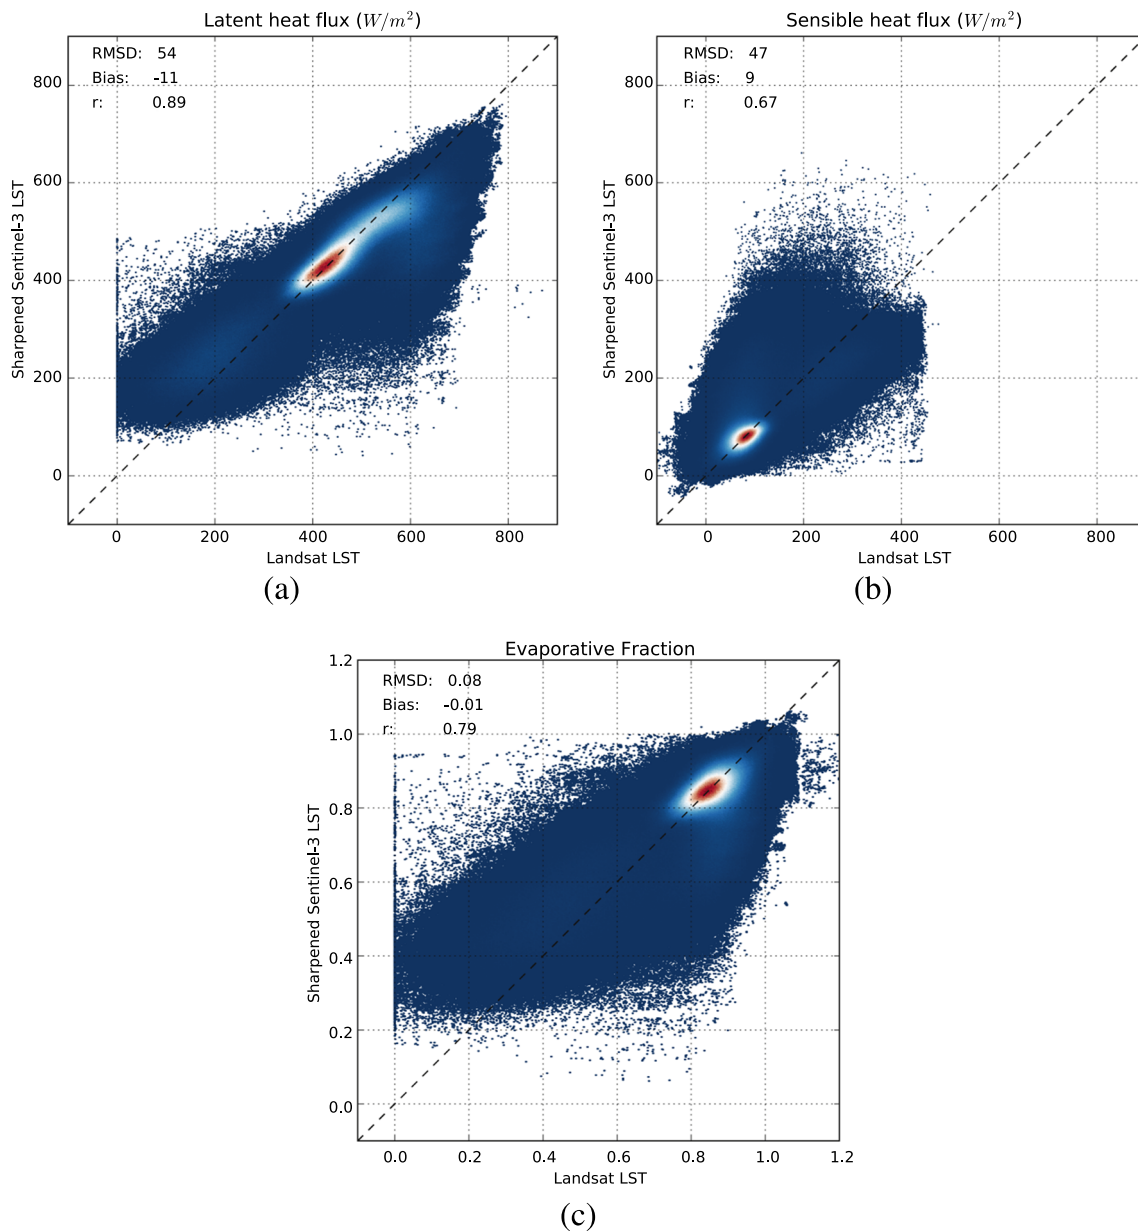 Latent heat flux (W/m²)
RMSD: 54
Bias: -11
r: 0.89
800
600
400
200
0
Sharpened Sentinel-3 LST
0 200 400 600 800
Landsat LST
(a)
Sensible heat flux (W/m²)
RMSD: 47
Bias: 9
r: 0.67
800
600
400
200
0
Sharpened Sentinel-3 LST
0 200 400 600 800
Landsat LST
(b)
Evaporative Fraction
RMSD: 0.08
Bias: -0.01
r: 0.79
1.2
1.0
0.8
0.6
0.4
0.2
0.0
Sharpened Sentinel-3 LST
0.0 0.2 0.4 0.6 0.8 1.0 1.2
Landsat LST
(c)